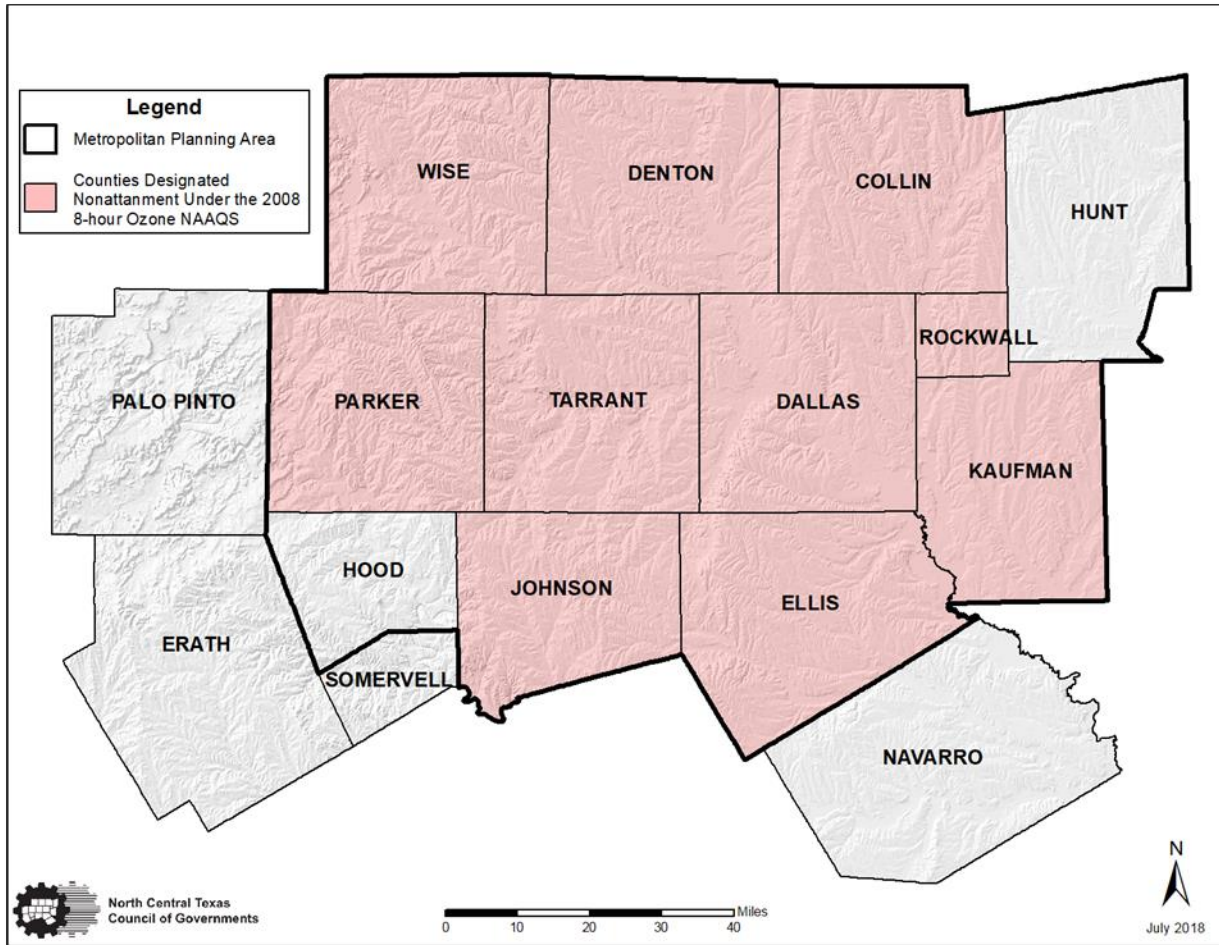 Legend
Metropolitan Planning Area
Counties Designated
Nonattanment Under the 2008
8-hour Ozone NAAQS
WISE
DENTON
COLLIN
HUNT
ROCKWALL
PALO PINTO
PARKER
TARRANT
DALLAS
KAUFMAN
HOOD
JOHNSON
ELLIS
ERATH
SOMERVELL
NAVARRO
N
July 2018
North Central Texas
Council of Governments
Miles
0 10 20 30 40